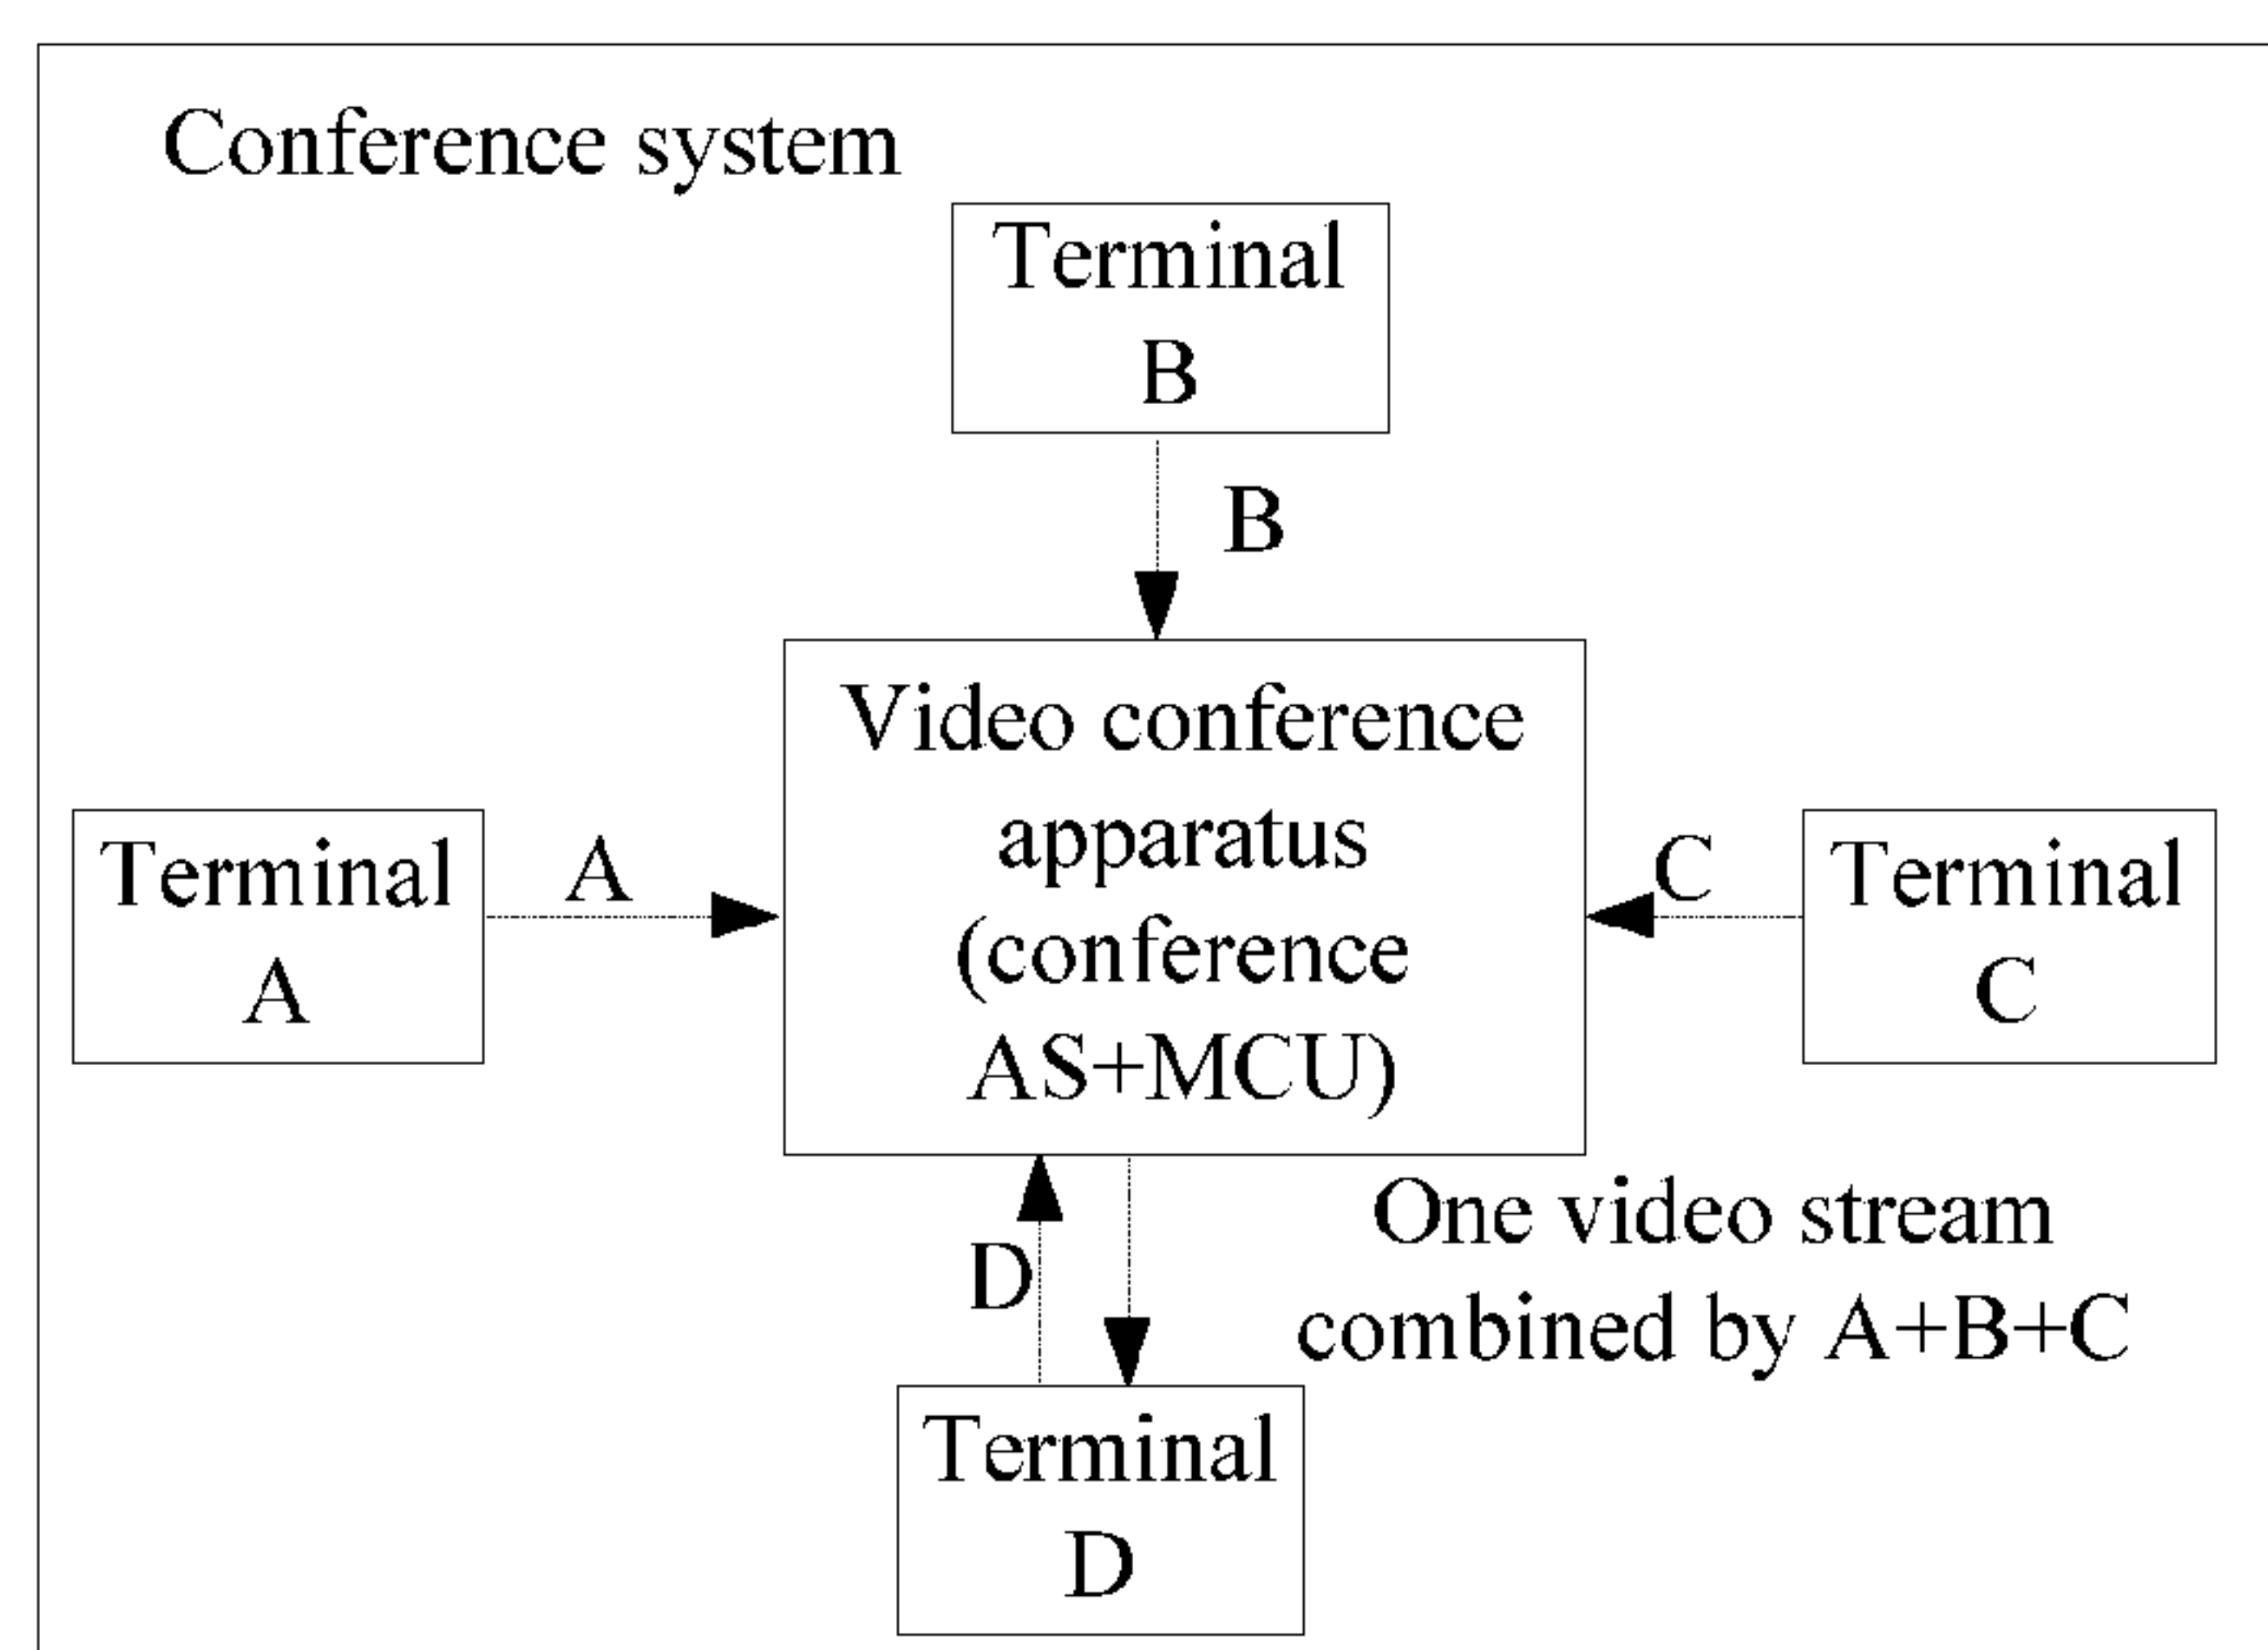 Conference system
Terminal
B
B
Video conference
apparatus
(conference
AS+MCU)
Terminal
A
A
C
Terminal
C
D
One video stream
combined by A+B+C
Terminal
D